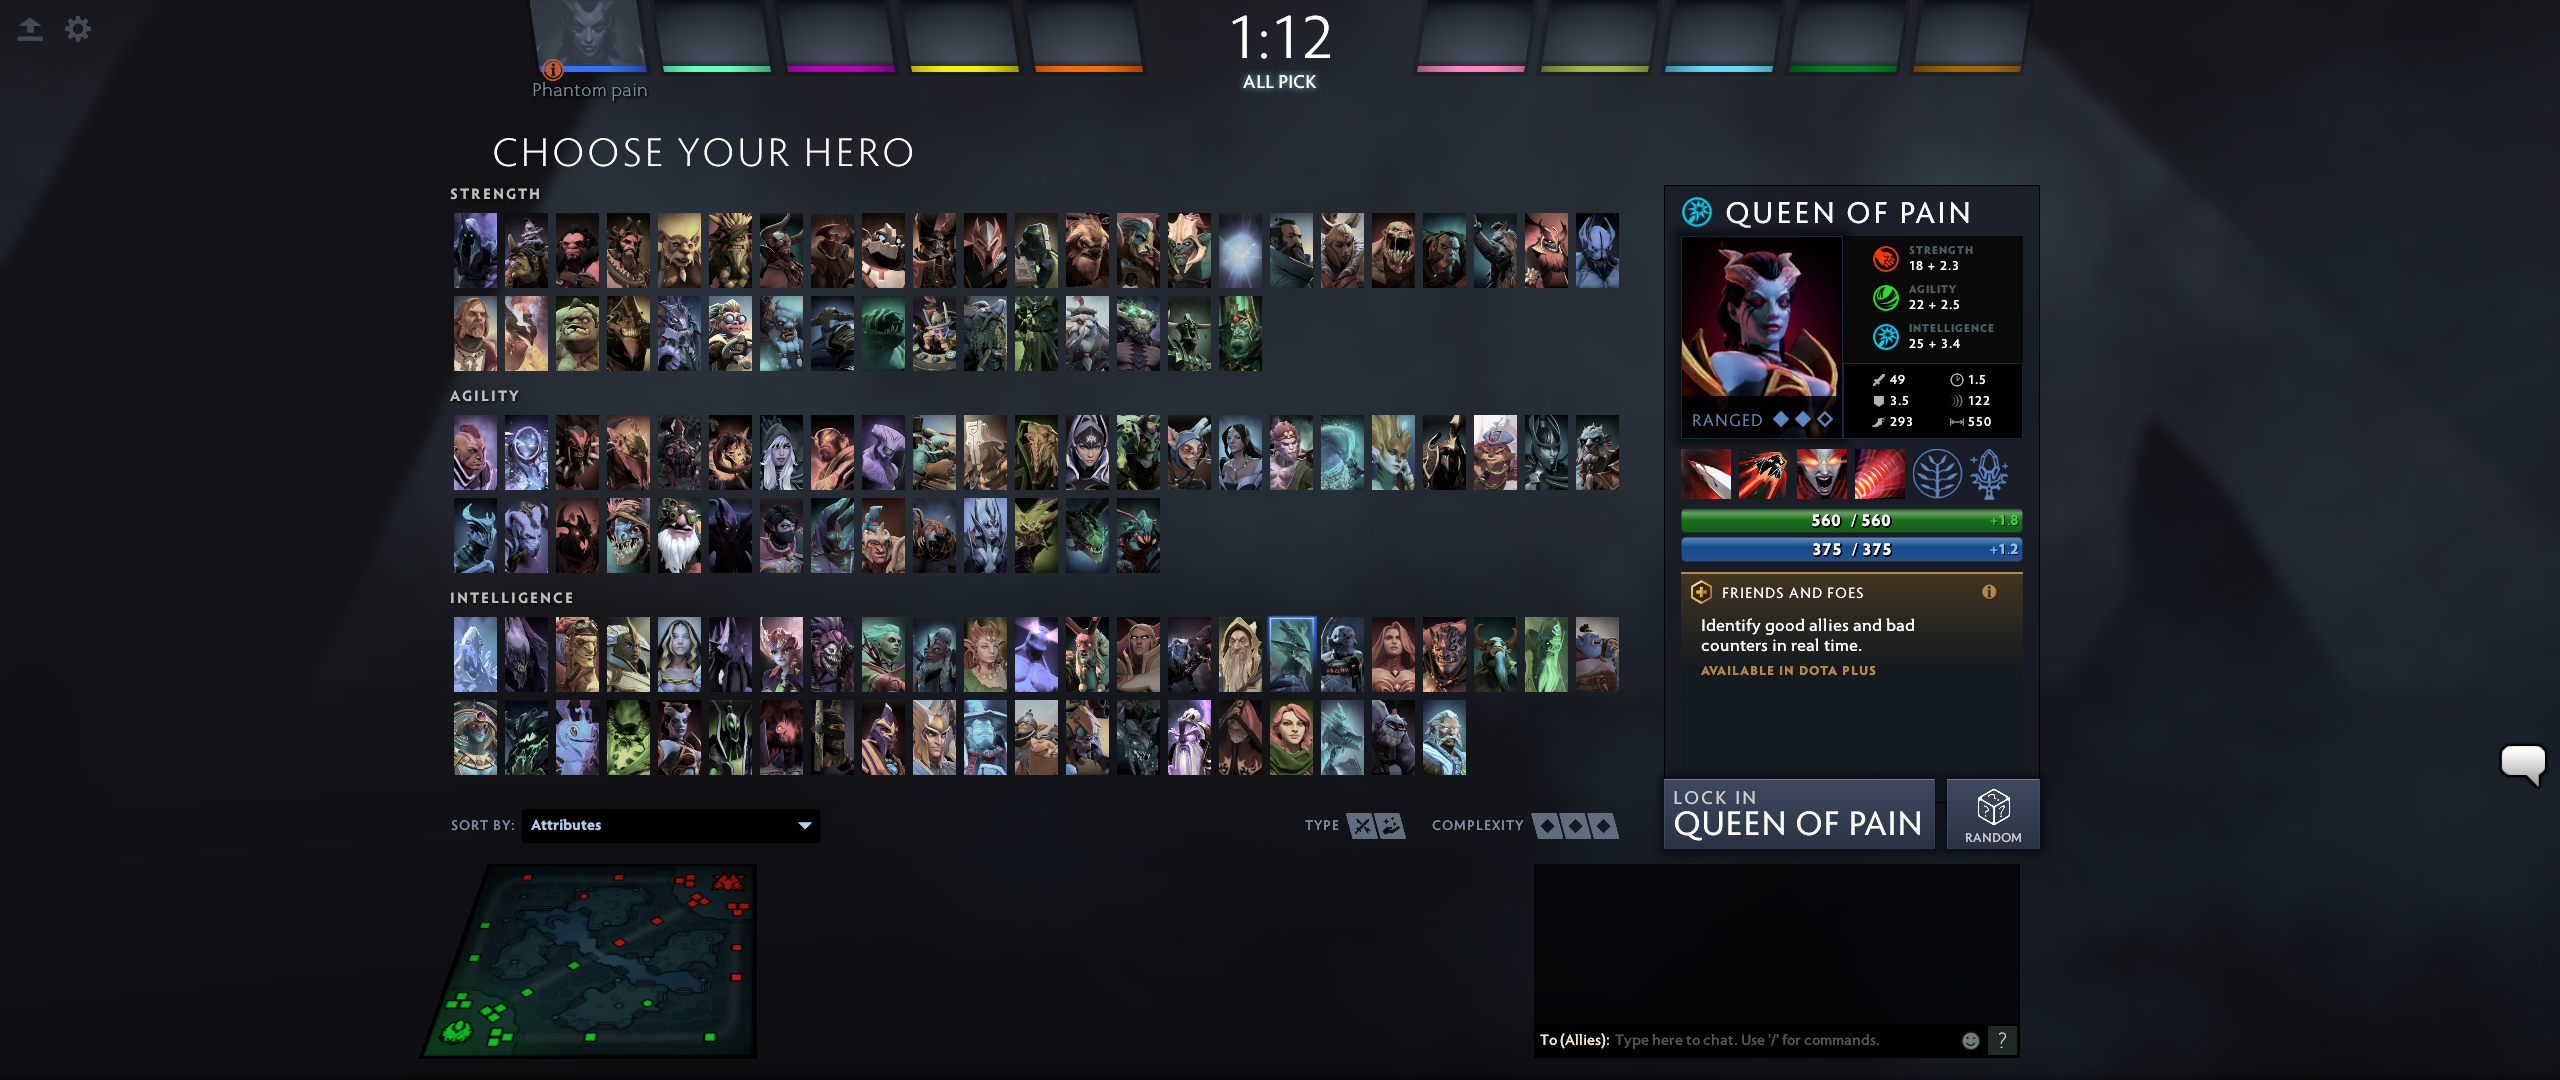 1:12
ALL PICK
Phantom pain
CHOOSE YOUR HERO
STRENGTH
AGILITY
INTELLIGENCE
QUEEN OF PAIN
STRENGTH
18 + 2.3
AGILITY
22 + 2.5
INTELLIGENCE
25 + 3.4
RANGED
49 1.5
3.5 122
293 550
560 / 560 +1.8
375 / 375 +1.2
FRIENDS AND FOES
Identify good allies and bad
counters in real time.
AVAILABLE IN DOTA PLUS
LOCK IN
QUEEN OF PAIN
RANDOM
SORT BY: Attributes
TYPE COMPLEXITY
To (Allies): Type here to chat. Use '/' for commands. ?